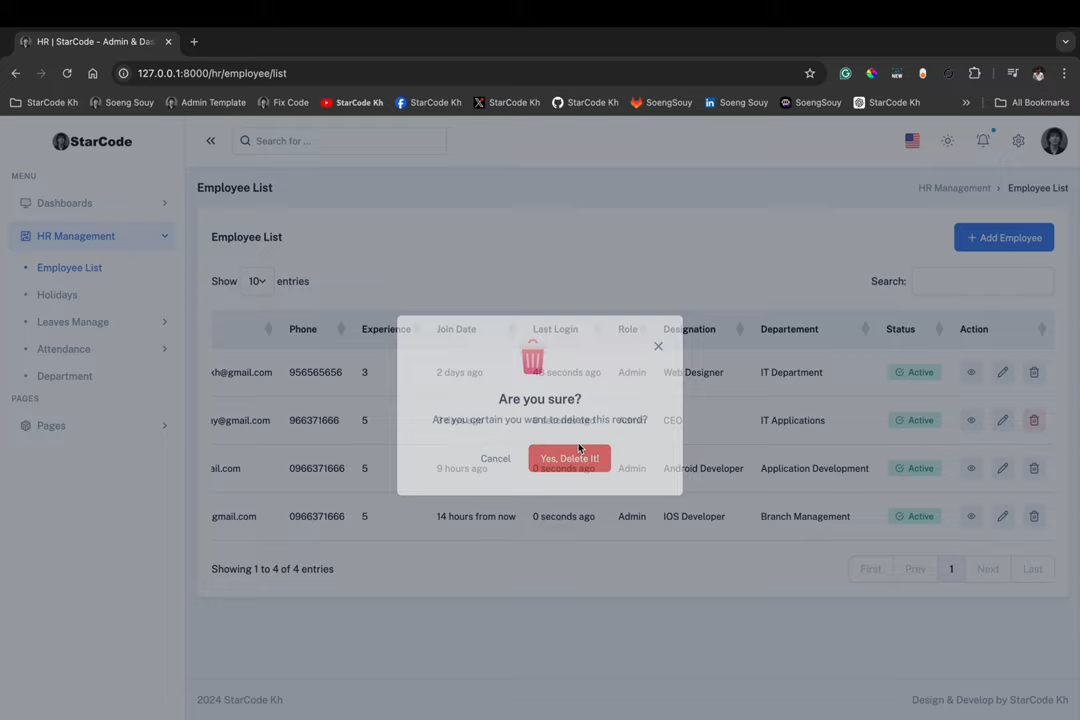 HR | StarCode - Admin & Das
127.0.0.1:8000/hr/employee/list
NEW
StarCode Kh
Soeng Souy
Admin Template
Fix Code
StarCode Kh
StarCode Kh
StarCode Kh
StarCode Kh
SoengSouy
Soeng Souy
SoengSouy
StarCode Kh
»
All Bookmarks
StarCode
Search for ...
MENU
Dashboards
HR Management
Employee List
Holidays
Leaves Manage
Attendance
Department
PAGES
Pages
Employee List
HR Management
Employee List
Employee List
+ Add Employee
Show 10 entries
Search:
Phone Experience Join Date Last Login Role Designation Departement Status Action
kh@gmail.com 956565656 3 2 days ago seconds ago Admin Web Designer IT Department Active
y@gmail.com 966371666 5 0 seconds ago Admin CEO IT Applications Active
ail.com 0966371666 5 9 hours ago 0 seconds ago Admin Android Developer Application Development Active
gmail.com 0966371666 5 14 hours from now 0 seconds ago Admin IOS Developer Branch Management Active
Are you sure?
Are you certain you want to delete this record?
Cancel
Yes, Delete It!
Showing 1 to 4 of 4 entries
First Prev 1 Next Last
2024 StarCode Kh
Design & Develop by StarCode Kh